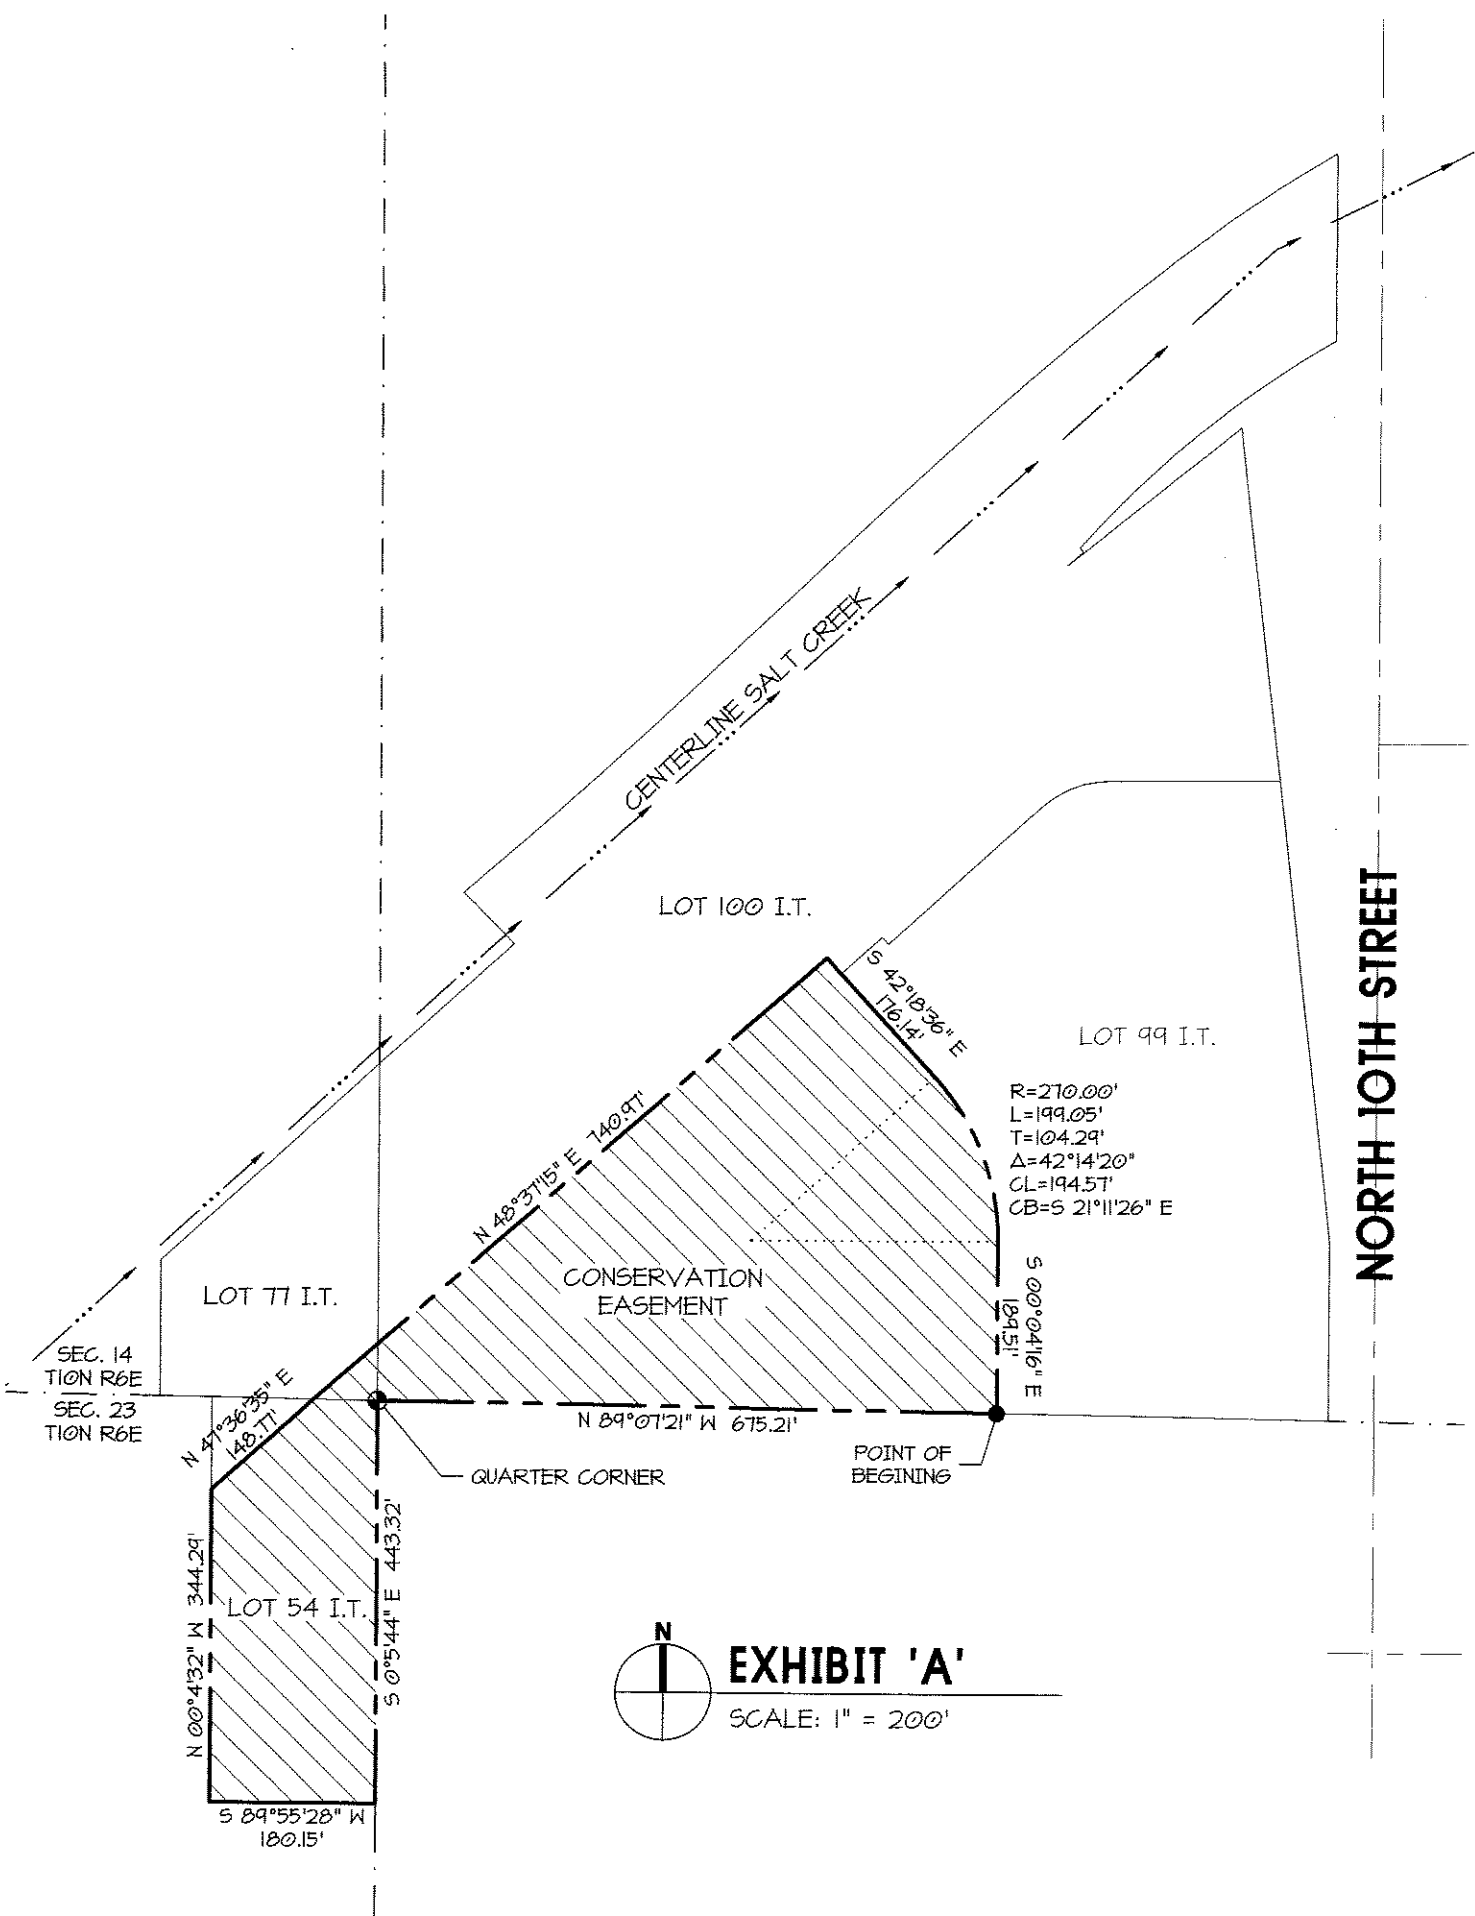 CENTERLINE SALT CREEK
LOT 100 I.T.
S 42°18'36" E
176.14'
LOT 99 I.T.
NORTH 10TH STREET
R=270.00'
L=199.05'
T=104.29'
Δ=42°14'20"
CL=194.57'
CB=S 21°11'26" E
N 48°37'15" E 740.97'
CONSERVATION
EASEMENT
S 00°04'16" E
189.51'
LOT 77 I.T.
SEC. 14
T10N R6E
SEC. 23
T10N R6E
N 47°36'35" E
148.77'
N 89°07'21" W 675.21'
QUARTER CORNER
POINT OF
BEGINING
N 00°4'32" W 344.29'
LOT 54 I.T.
S 0°5'44" E 443.32'
S 89°55'28" W
180.15'
N
EXHIBIT 'A'
SCALE: 1" = 200'